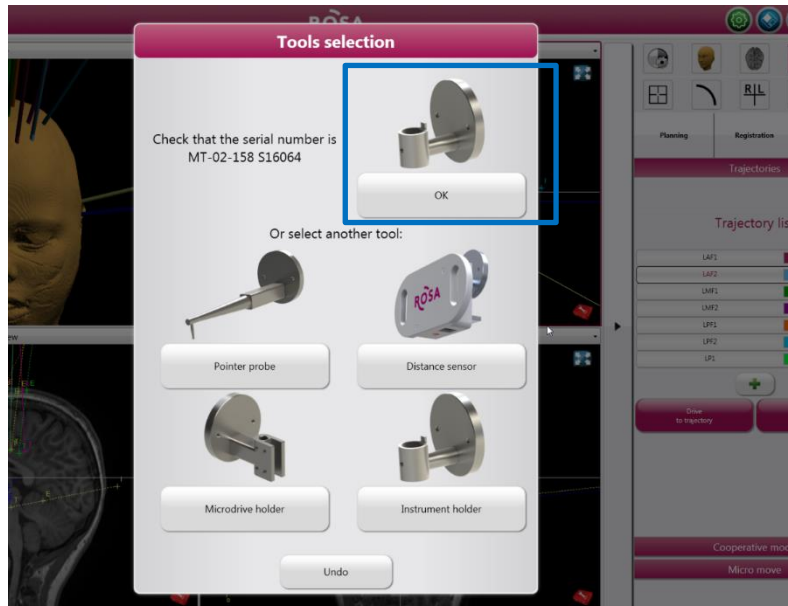 ROSA
Tools selection
Check that the serial number is
MT-02-158 S16064
OK
Or select another tool:
ROSA
Pointer probe
Distance sensor
Microdrive holder
Instrument holder
Undo
R L
Planning
Registration
Trajectories
Trajectory lis
LAF1
LAF2
LMF1
LMF2
LPF1
LPF2
LP1
Drive
to trajectory
Cooperative mod
Micro move